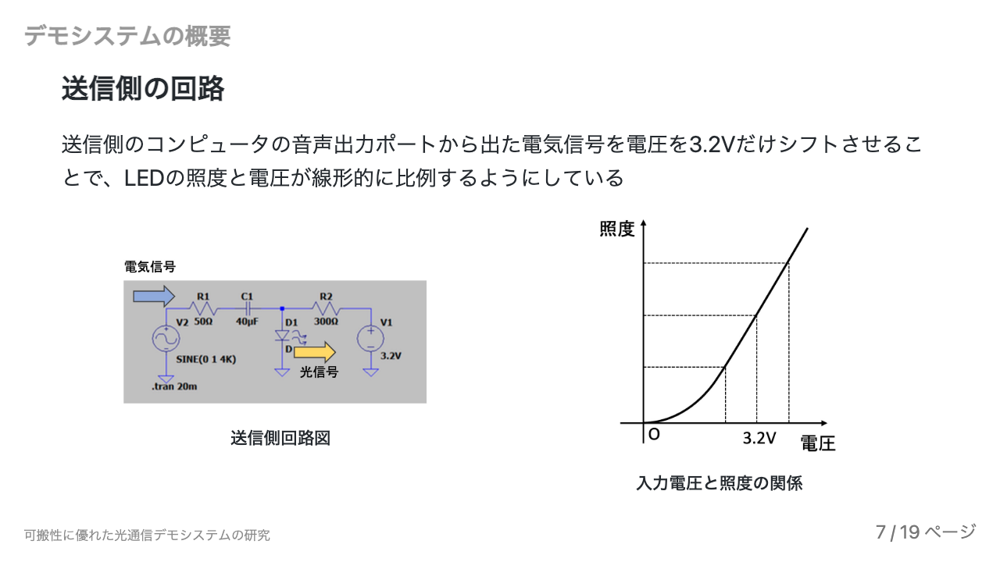 デモシステムの概要
送信側の回路
送信側のコンピュータの音声出力ポートから出た電気信号を電圧を3.2Vだけシフトさせるこ
とで、LEDの照度と電圧が線形的に比例するようにしている
電気信号
R1
C1
R2
V2
50Ω
40µF
D1
300Ω
V1
D
SINE(0 1 4K)
3.2V
光信号
.tran 20m
送信側回路図
照度
O
3.2V
電圧
入力電圧と照度の関係
可搬性に優れた光通信デモシステムの研究
7 / 19 ページ